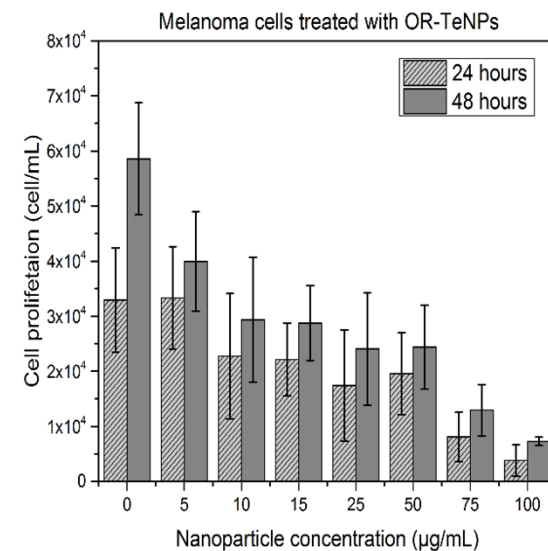 Melanoma cells treated with OR-TeNPs
24 hours
48 hours
Cell prolifetaion (cell/mL)
8x10⁴
7x10⁴
6x10⁴
5x10⁴
4x10⁴
3x10⁴
2x10⁴
1x10⁴
0
0 5 10 15 25 50 75 100
Nanoparticle concentration (µg/mL)